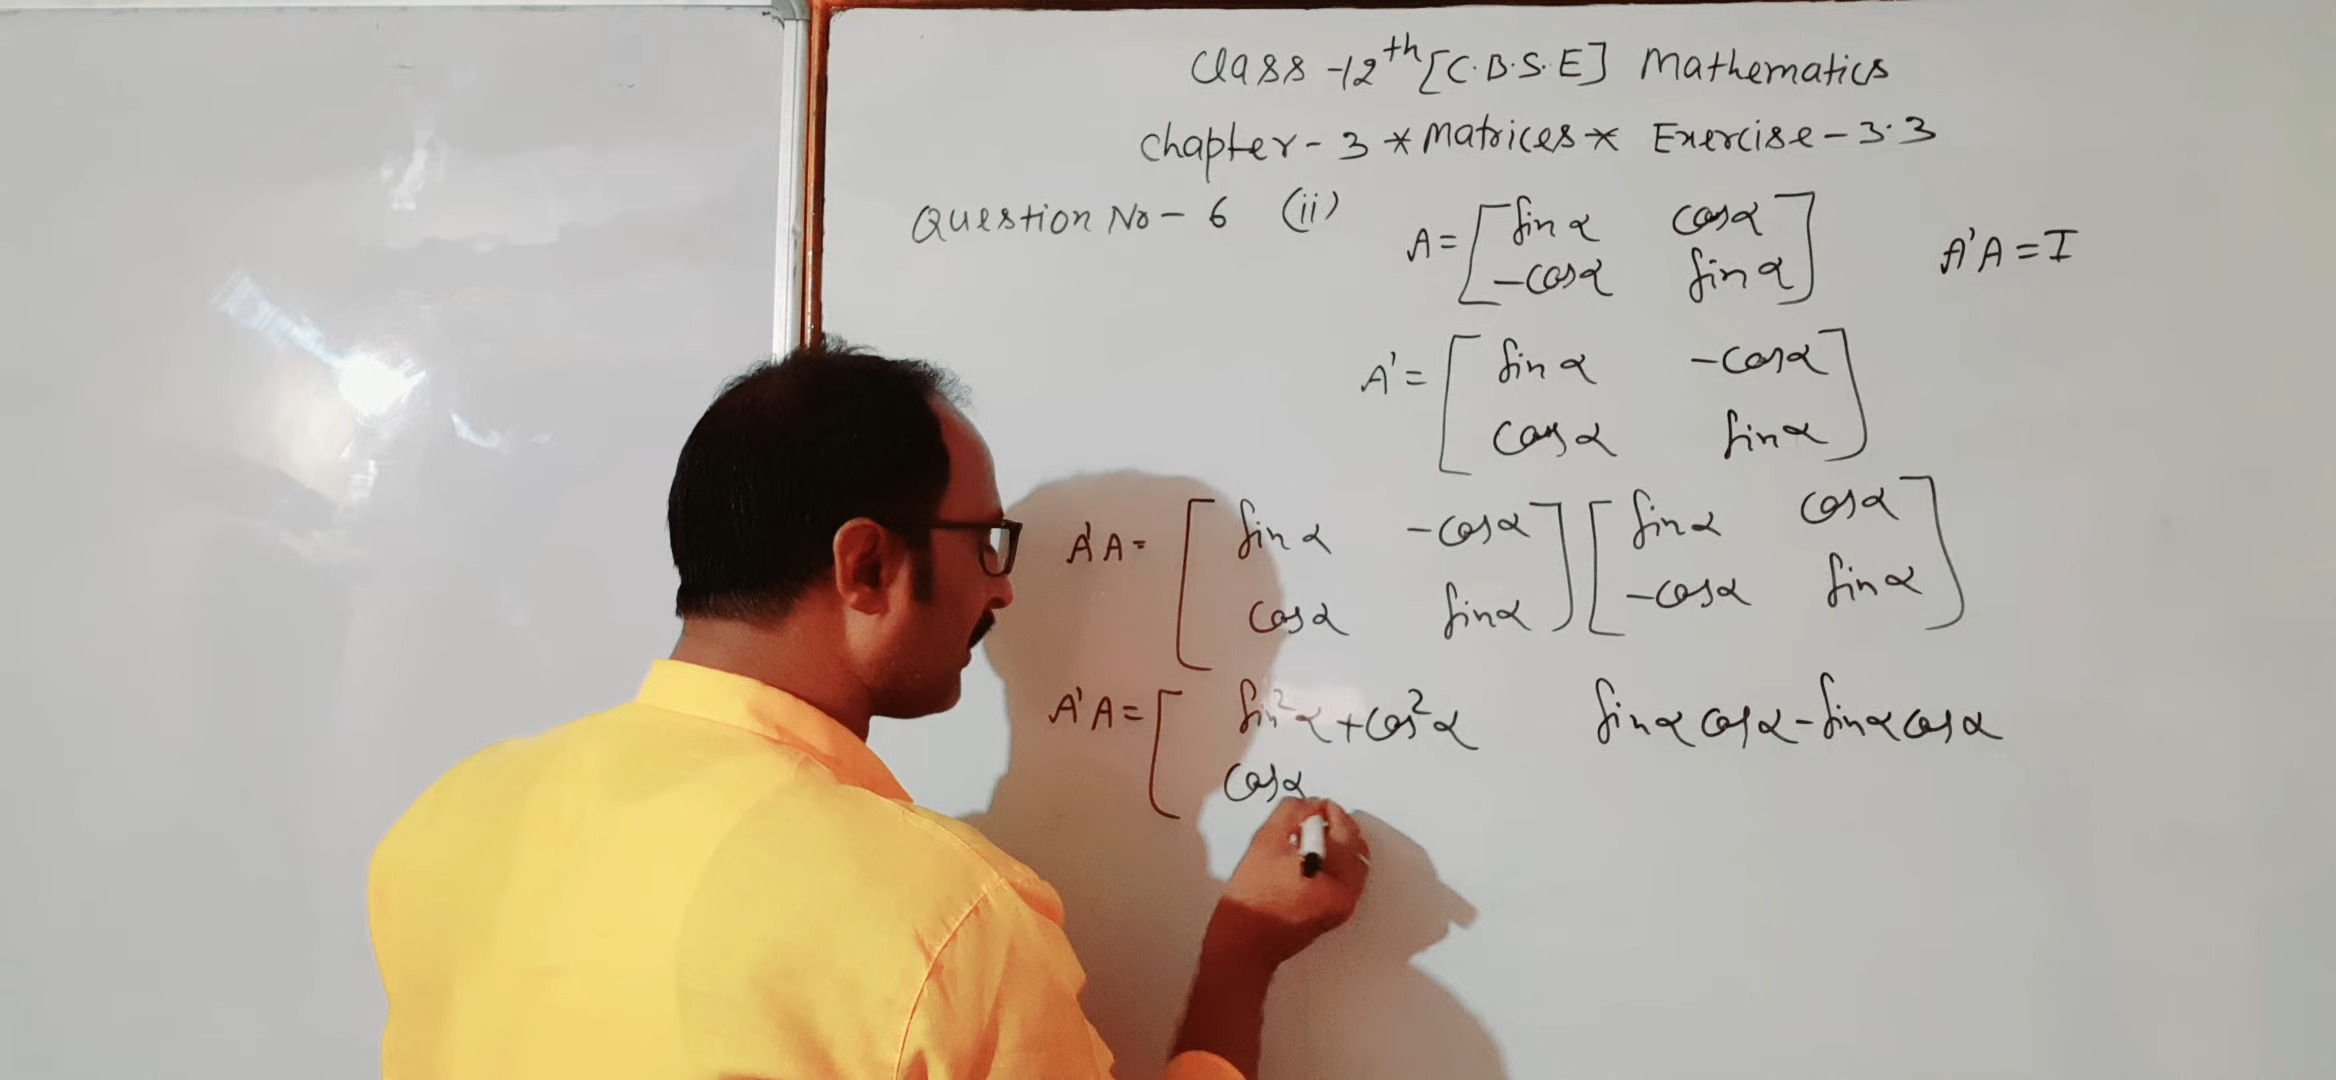 Class -12th [C.B.S.E] Mathematics
Chapter - 3 * Matrices * Exercise - 3.3
Question No - 6 (ii) A = [ sin α cos α
-cos α sin α ] A'A = I
A' = [ sin α -cos α
cos α sin α ]
A'A = [ sin α -cos α ] [ sin α cos α ]
cos α sin α -cos α sin α
A'A = [ sin²α + cos²α sin α cos α - sin α cos α
cos α